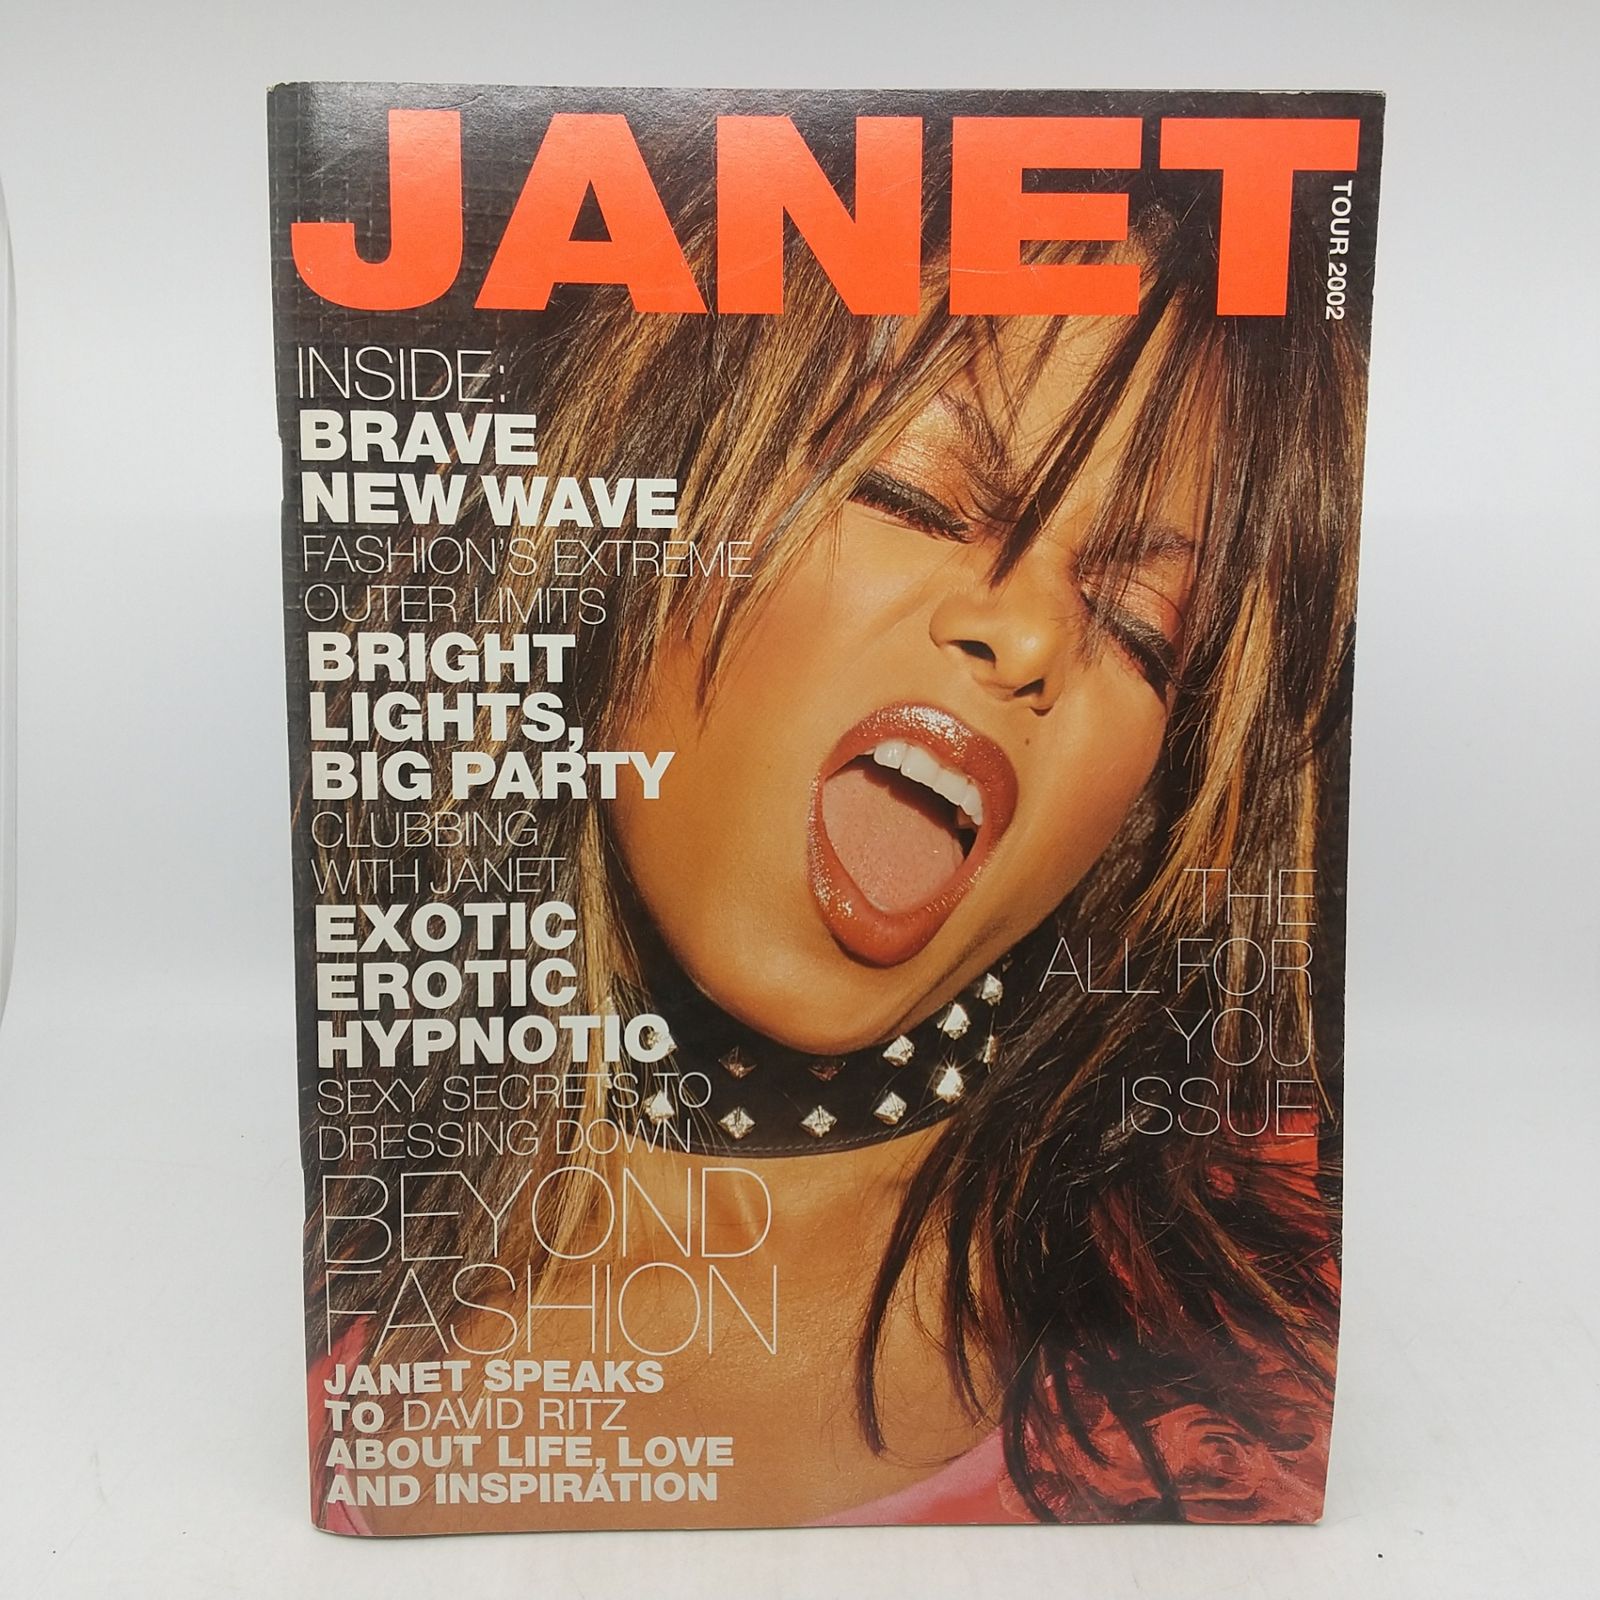 JANET
TOUR 2002
INSIDE:
BRAVE
NEW WAVE
FASHION'S EXTREME
OUTER LIMITS
BRIGHT
LIGHTS,
BIG PARTY
CLUBBING
WITH JANET
EXOTIC
EROTIC
HYPNOTIC
SEXY SECRETS TO
DRESSING DOWN
BEYOND
FASHION
JANET SPEAKS
TO DAVID RITZ
ABOUT LIFE, LOVE
AND INSPIRATION
THE
ALL FOR
YOU
ISSUE